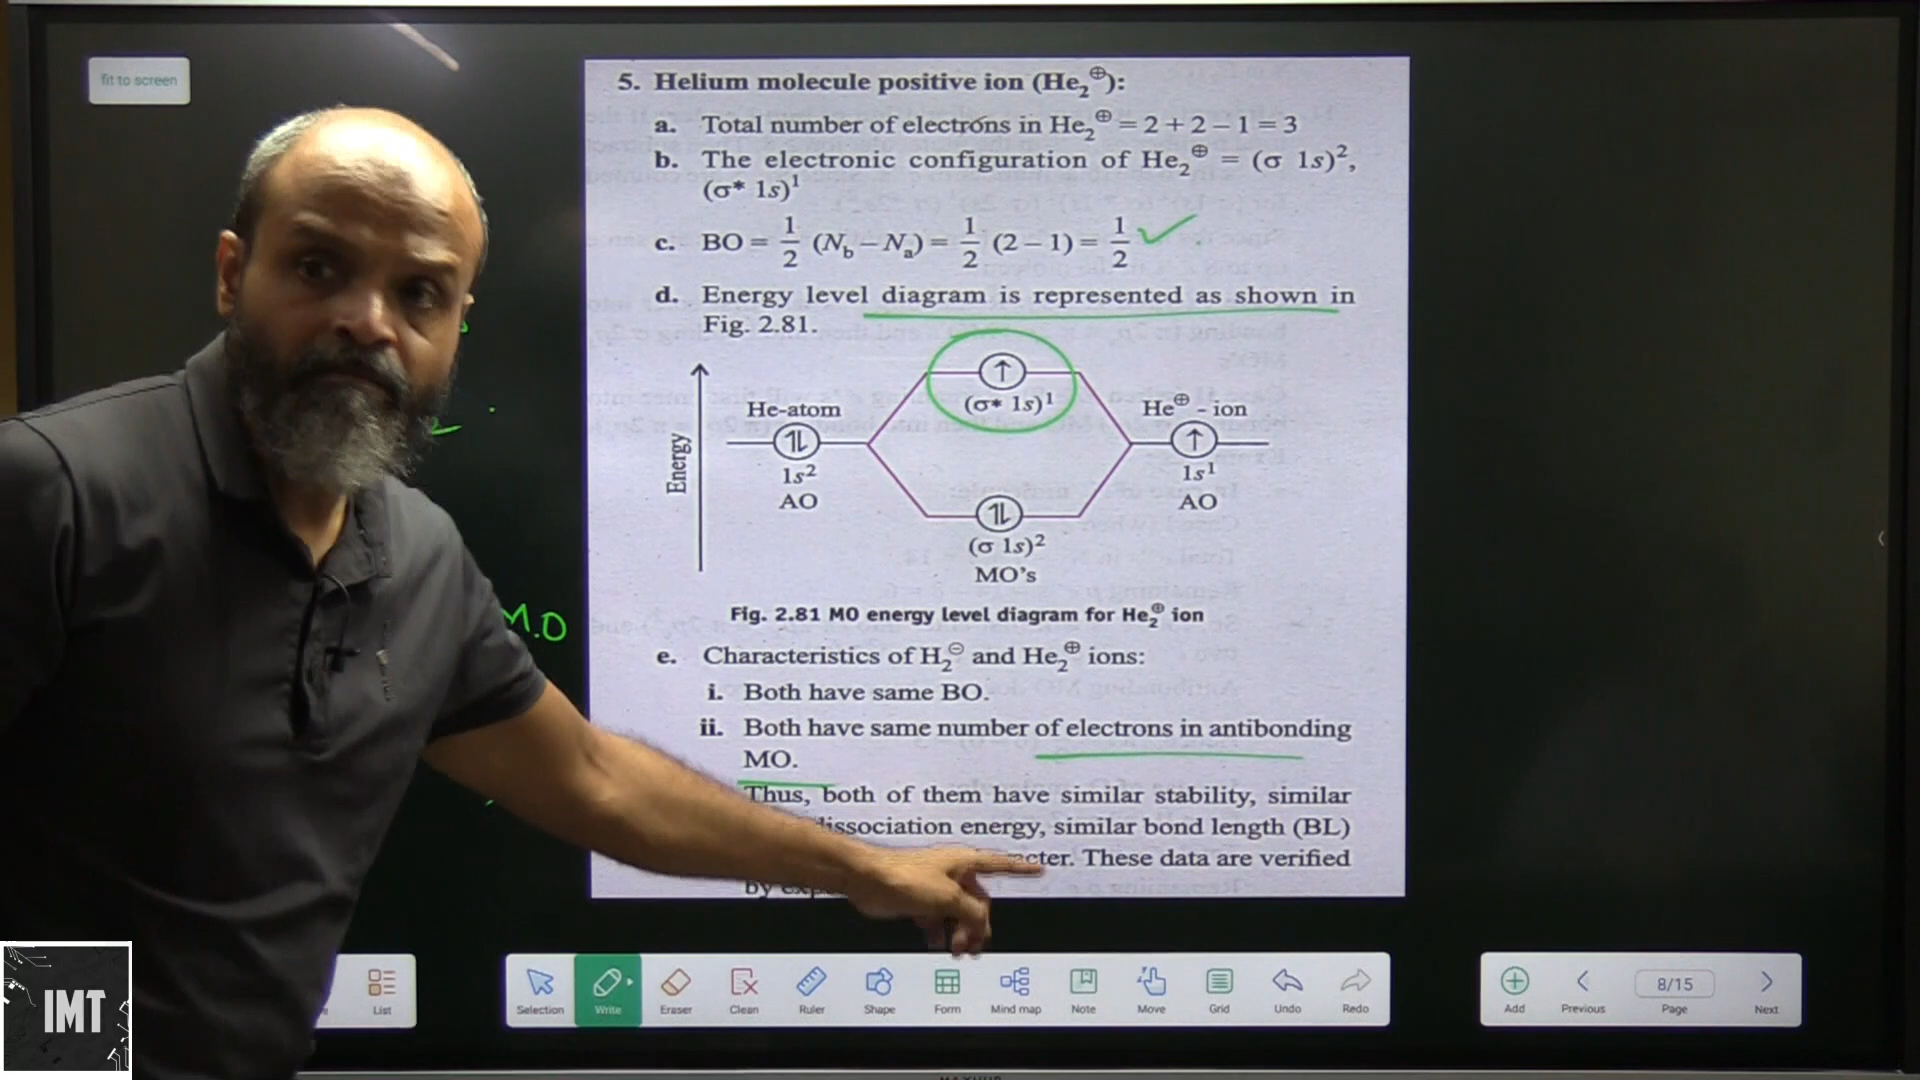 fit to screen
5. Helium molecule positive ion (He₂⊕):
a. Total number of electrons in He₂⊕ = 2 + 2 – 1 = 3
b. The electronic configuration of He₂⊕ = (σ 1s)²,
(σ* 1s)¹
c. BO = 1/2 (N_b – N_a) = 1/2 (2 – 1) = 1/2
d. Energy level diagram is represented as shown in
Fig. 2.81.
Energy
He-atom
1s²
AO
(σ* 1s)¹
(σ 1s)²
MO's
He⊕ - ion
1s¹
AO
Fig. 2.81 MO energy level diagram for He₂⊕ ion
M.O
e. Characteristics of H₂⊖ and He₂⊕ ions:
i. Both have same BO.
ii. Both have same number of electrons in antibonding
MO.
Thus, both of them have similar stability, similar
dissociation energy, similar bond length (BL)
These data are verified
by
IMT
List
Selection
Write
Eraser
Clean
Ruler
Shape
Form
Mind map
Note
Move
Grid
Undo
Redo
Add
Previous
8/15
Page
Next